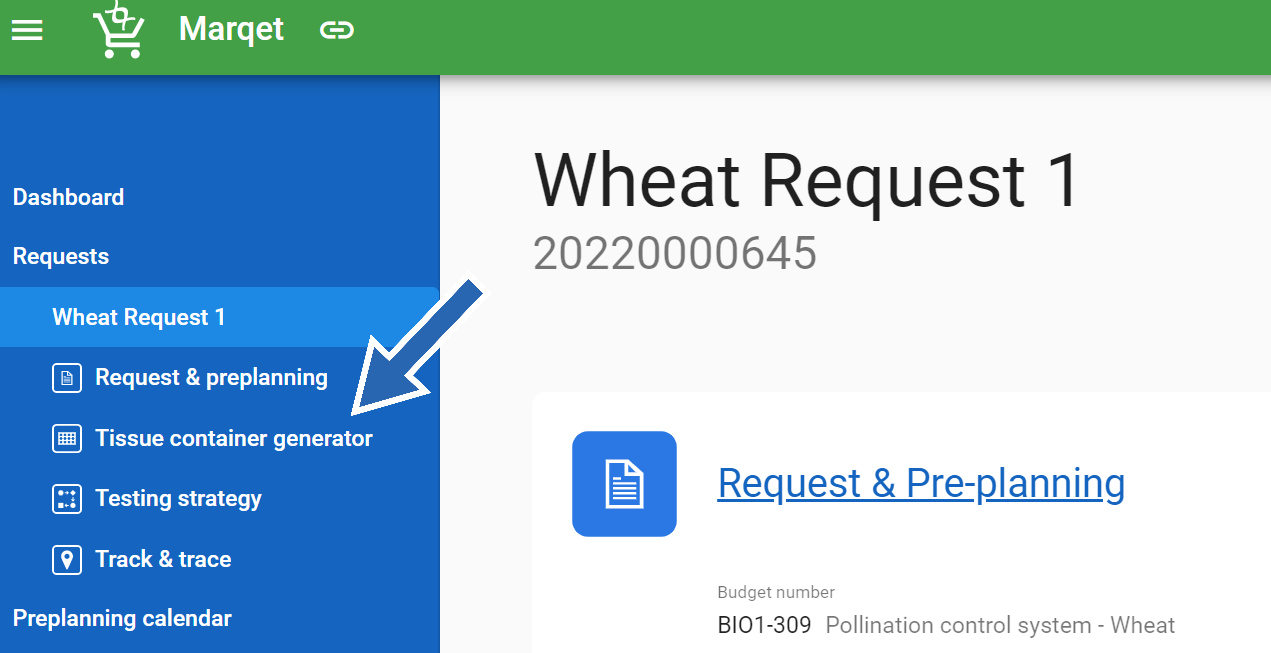 Marqet
Dashboard
Requests
Wheat Request 1
Request & preplanning
Tissue container generator
Testing strategy
Track & trace
Preplanning calendar
Wheat Request 1
20220000645
Request & Pre-planning
Budget number
BIO1-309 Pollination control system - Wheat